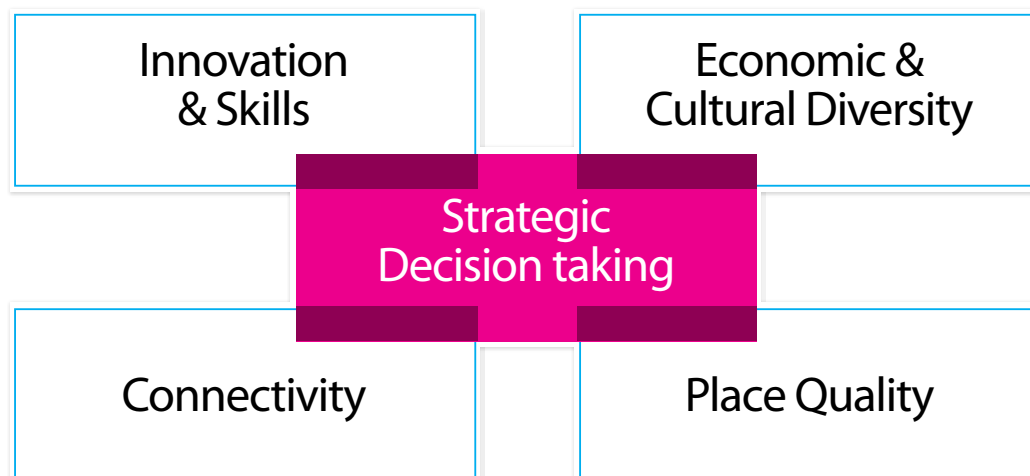 Innovation
& Skills
Economic &
Cultural Diversity
Strategic
Decision taking
Connectivity
Place Quality